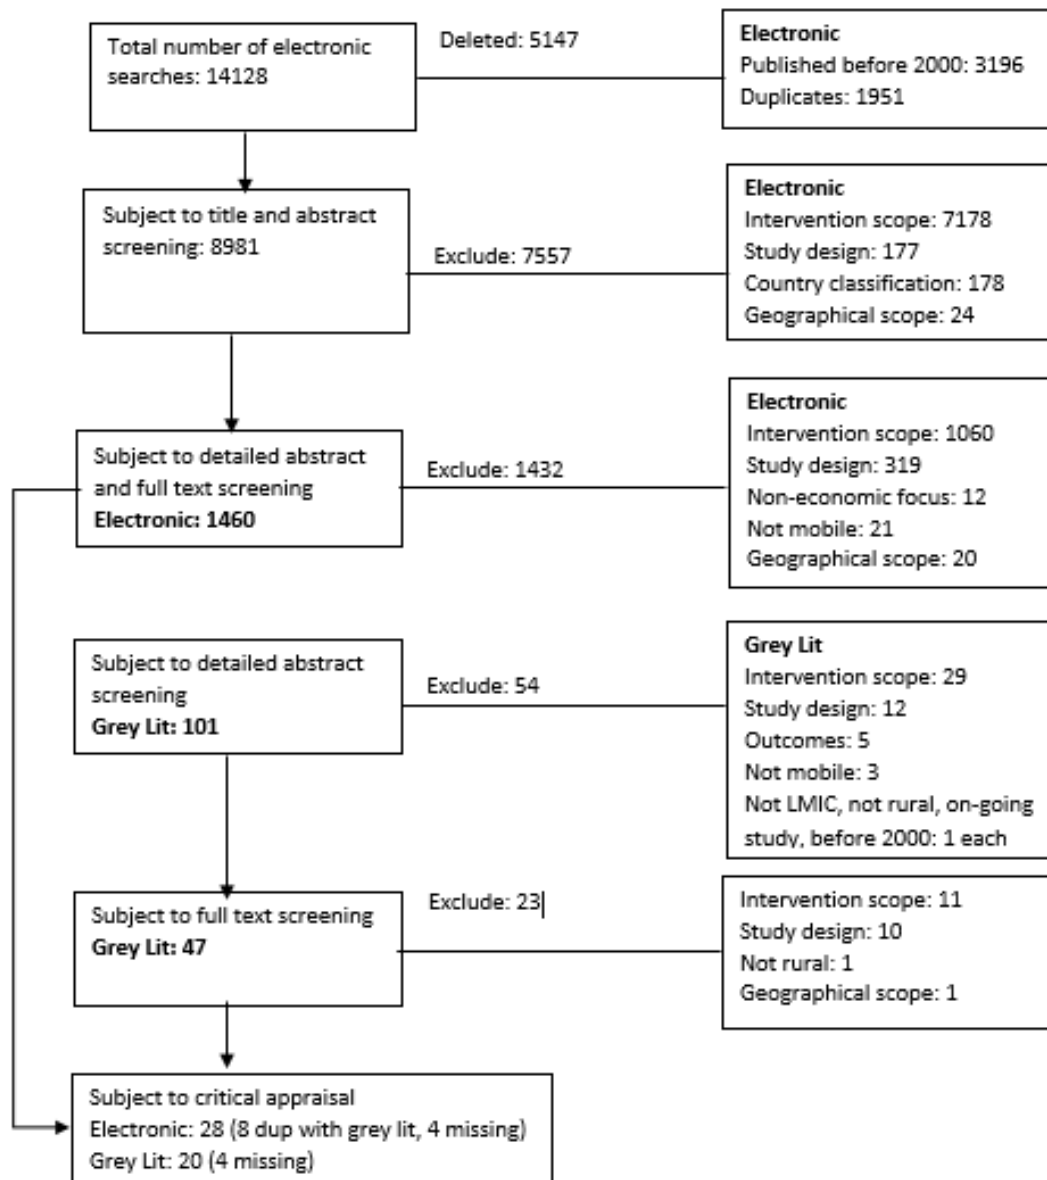 Total number of electronic
searches: 14128
Deleted: 5147
Electronic
Published before 2000: 3196
Duplicates: 1951
Subject to title and abstract
screening: 8981
Exclude: 7557
Electronic
Intervention scope: 7178
Study design: 177
Country classification: 178
Geographical scope: 24
Subject to detailed abstract
and full text screening
Electronic: 1460
Exclude: 1432
Electronic
Intervention scope: 1060
Study design: 319
Non-economic focus: 12
Not mobile: 21
Geographical scope: 20
Subject to detailed abstract
screening
Grey Lit: 101
Exclude: 54
Grey Lit
Intervention scope: 29
Study design: 12
Outcomes: 5
Not mobile: 3
Not LMIC, not rural, on-going
study, before 2000: 1 each
Subject to full text screening
Grey Lit: 47
Exclude: 23
Intervention scope: 11
Study design: 10
Not rural: 1
Geographical scope: 1
Subject to critical appraisal
Electronic: 28 (8 dup with grey lit, 4 missing)
Grey Lit: 20 (4 missing)